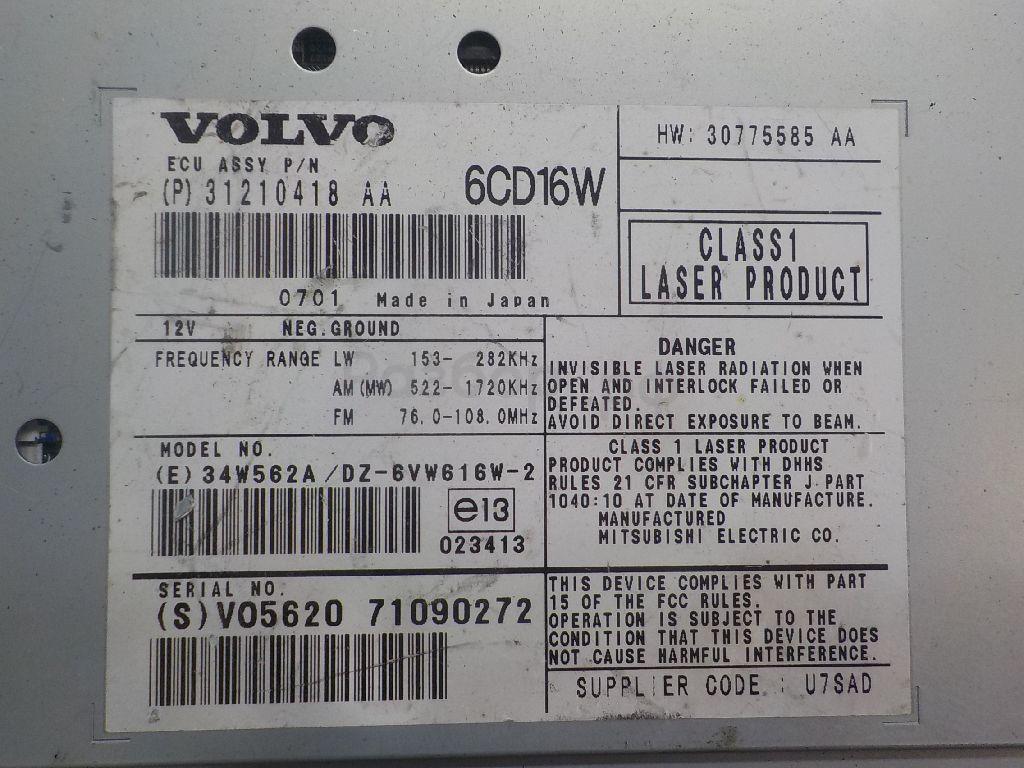 VOLVO
ECU ASSY P/N
(P) 31210418 AA
6CD16W
0701 Made in Japan
HW: 30775585 AA
CLASS1
LASER PRODUCT
12V NEG.GROUND
FREQUENCY RANGE LW 153- 282KHz
AM (MW) 522- 1720KHz
FM 76.0-108.0MHz
DANGER
INVISIBLE LASER RADIATION WHEN
OPEN AND INTERLOCK FAILED OR
DEFEATED.
AVOID DIRECT EXPOSURE TO BEAM.
MODEL NO.
(E) 34W562A/DZ-6VW616W-2
e13
023413
CLASS 1 LASER PRODUCT
PRODUCT COMPLIES WITH DHHS
RULES 21 CFR SUBCHAPTER J PART
1040:10 AT DATE OF MANUFACTURE.
MANUFACTURED
MITSUBISHI ELECTRIC CO.
SERIAL NO.
(S) VO5620 71090272
THIS DEVICE COMPLIES WITH PART
15 OF THE FCC RULES.
OPERATION IS SUBJECT TO THE
CONDITION THAT THIS DEVICE DOES
NOT CAUSE HARMFUL INTERFERENCE.
SUPPLIER CODE : U7SAD